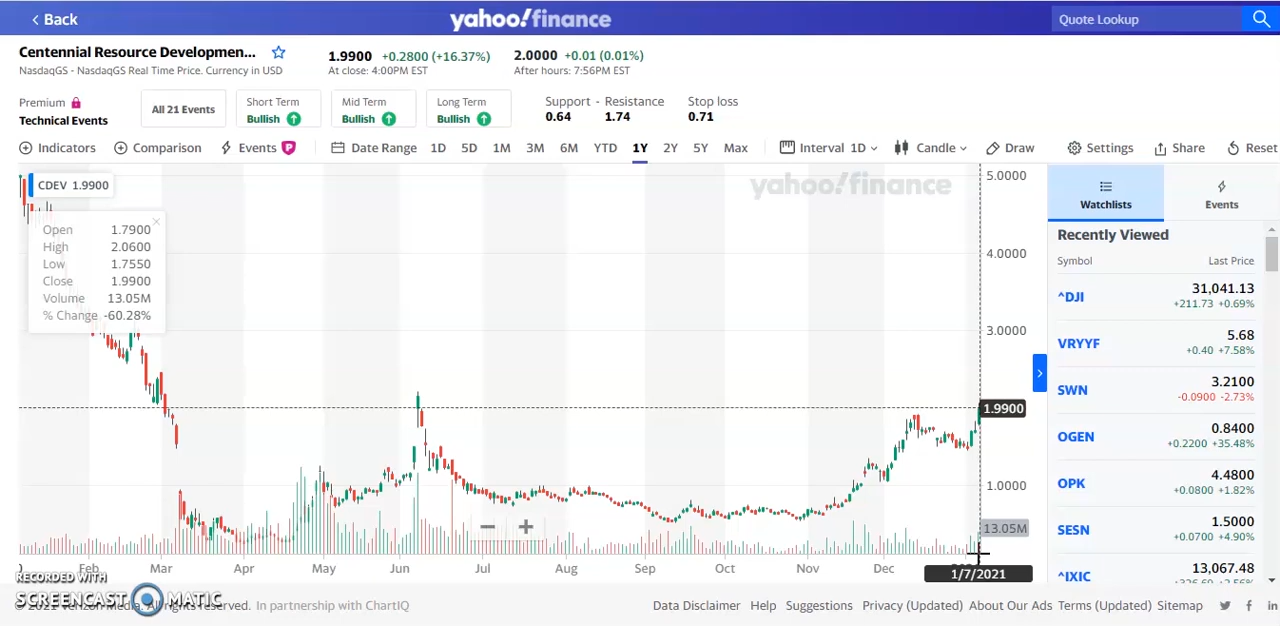 Back
yahoo!finance
Quote Lookup
Centennial Resource Developmen...
1.9900 +0.2800 (+16.37%)
2.0000 +0.01 (0.01%)
NasdaqGS - NasdaqGS Real Time Price. Currency in USD
At close: 4:00PM EST
After hours: 7:56PM EST
Premium
Technical Events
All 21 Events
Short Term
Bullish
Mid Term
Bullish
Long Term
Bullish
Support - Resistance
0.64 1.74
Stop loss
0.71
Indicators Comparison Events P Date Range 1D 5D 1M 3M 6M YTD 1Y 2Y 5Y Max Interval 1D Candle Draw Settings Share Reset
CDEV 1.9900
yahoo!finance
Open 1.7900
High 2.0600
Low 1.7550
Close 1.9900
Volume 13.05M
% Change -60.28%
5.0000
4.0000
3.0000
1.9900
1.0000
13.05M
Feb Mar Apr May Jun Jul Aug Sep Oct Nov Dec
1/7/2021
Watchlists
Events
Recently Viewed
Symbol Last Price
^DJI 31,041.13
+211.73 +0.69%
VRYYF 5.68
+0.40 +7.58%
SWN 3.2100
-0.0900 -2.73%
OGEN 0.8400
+0.2200 +35.48%
OPK 4.4800
+0.0800 +1.82%
SESN 1.5000
+0.0700 +4.90%
^IXIC 13,067.48
RECORDED WITH
SCREENCAST MATIC
Verizon Media. All rights reserved. In partnership with ChartIQ
Data Disclaimer Help Suggestions Privacy (Updated) About Our Ads Terms (Updated) Sitemap